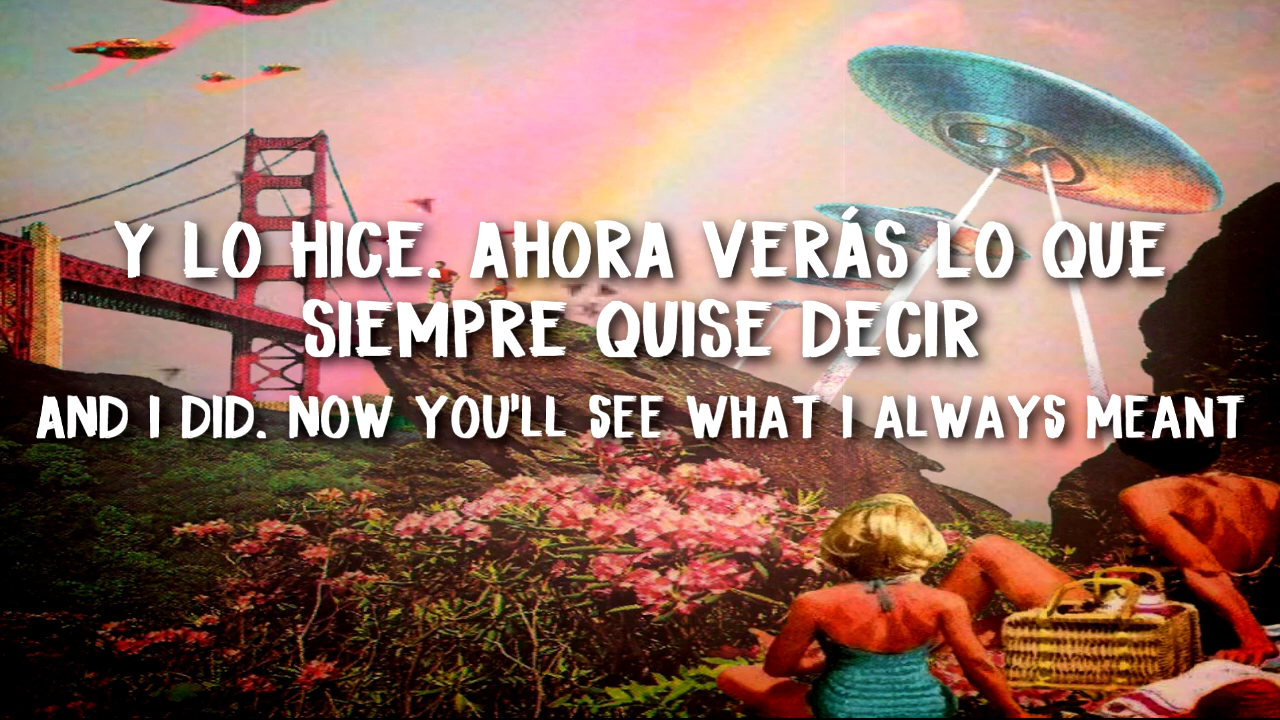 Y LO HICE. AHORA VERÁS LO QUE
SIEMPRE QUISE DECIR
AND I DID. NOW YOU'LL SEE WHAT I ALWAYS MEANT